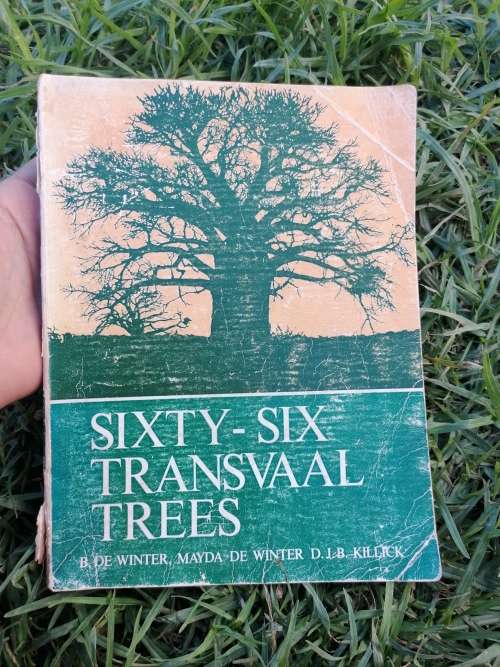 SIXTY-SIX
TRANSVAAL
TREES
B. DE WINTER, MAYDA DE WINTER D.J.B. KILLICK